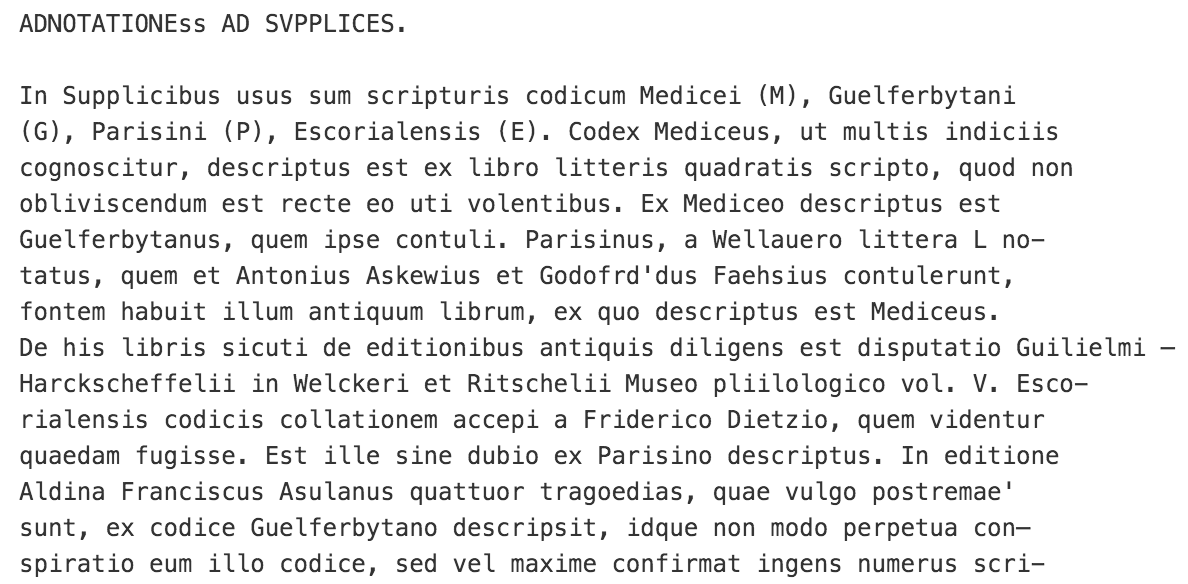 ADNOTATIONEss AD SVPPLICES.
In Supplicibus usus sum scripturis codicum Medicei (M), Guelferbytani
(G), Parisini (P), Escorialensis (E). Codex Mediceus, ut multis indiciis
cognoscitur, descriptus est ex libro litteris quadratis scripto, quod non
obliviscendum est recte eo uti volentibus. Ex Mediceo descriptus est
Guelferbytanus, quem ipse contuli. Parisinus, a Wellauero littera L no—
tatus, quem et Antonius Askewius et Godofrd'dus Faehsius contulerunt,
fontem habuit illum antiquum librum, ex quo descriptus est Mediceus.
De his libris sicuti de editionibus antiquis diligens est disputatio Guilielmi —
Harckscheffelii in Welckeri et Ritschelii Museo pliilologico vol. V. Esco—
rialensis codicis collationem accepi a Friderico Dietzio, quem videntur
quaedam fugisse. Est ille sine dubio ex Parisino descriptus. In editione
Aldina Franciscus Asulanus quattuor tragoedias, quae vulgo postremae'
sunt, ex codice Guelferbytano descripsit, idque non modo perpetua con—
spiratio eum illo codice, sed vel maxime confirmat ingens numerus scri—